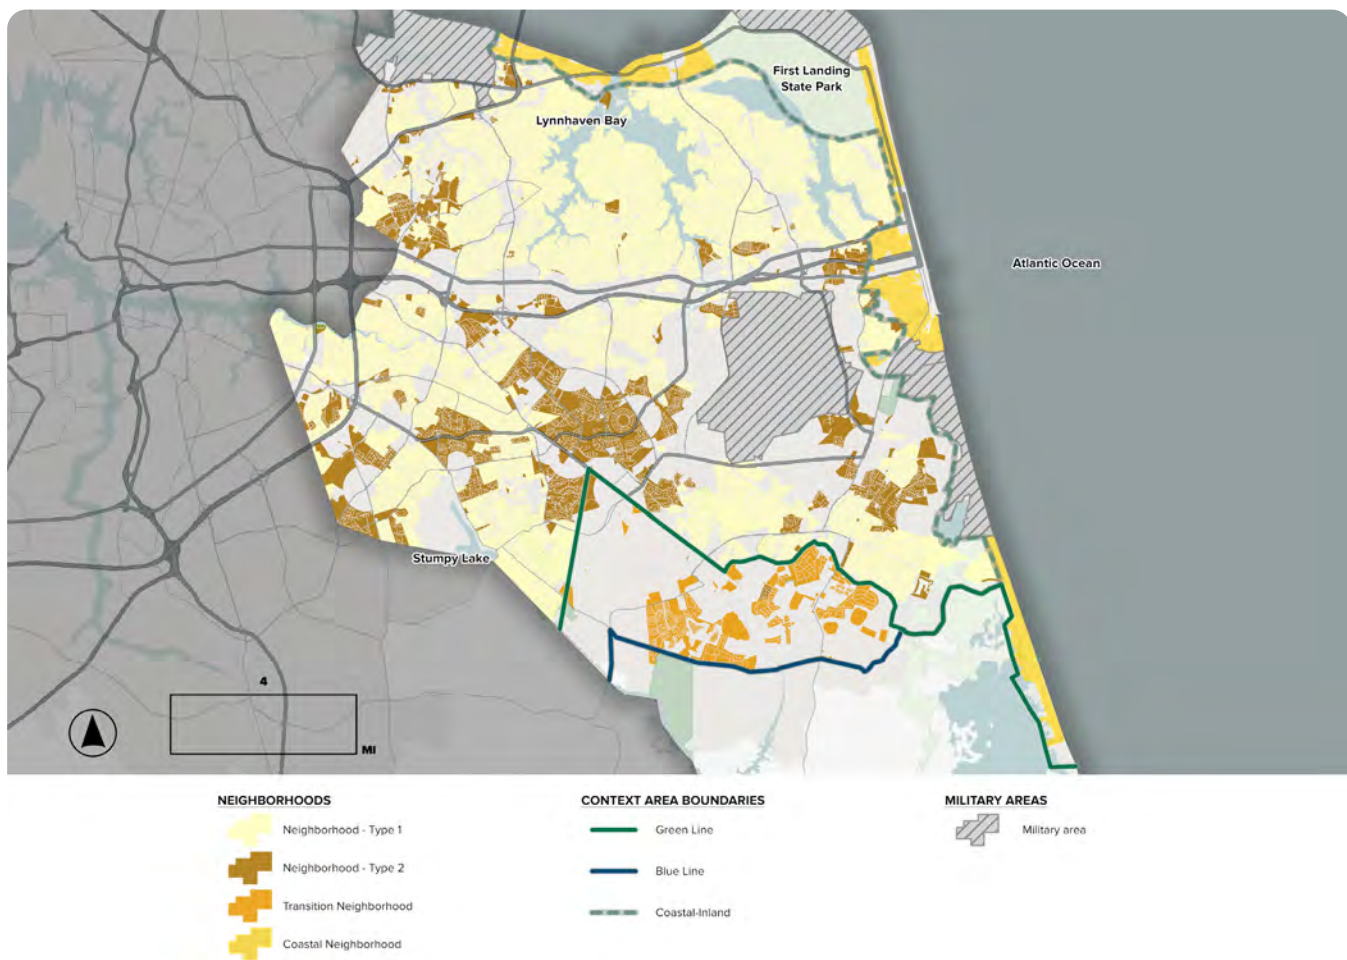 First Landing
State Park
Lynnhaven Bay
Atlantic Ocean
Stumpy Lake
4
MI
NEIGHBORHOODS
Neighborhood - Type 1
Neighborhood - Type 2
Transition Neighborhood
Coastal Neighborhood
CONTEXT AREA BOUNDARIES
Green Line
Blue Line
Coastal-Inland
MILITARY AREAS
Military area